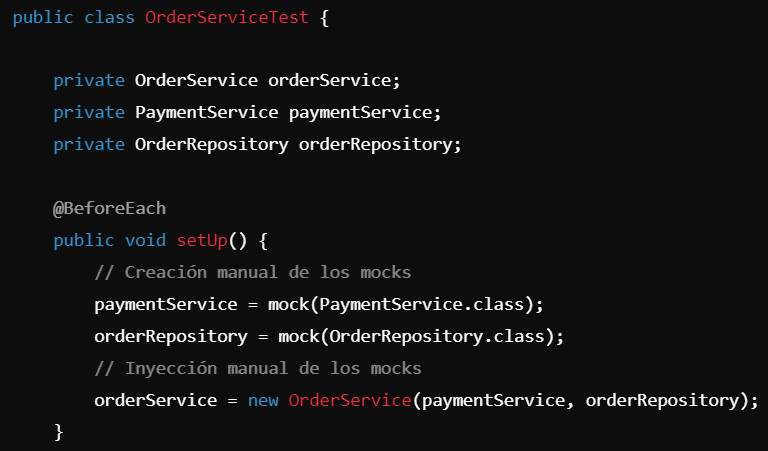 public class OrderServiceTest {
private OrderService orderService;
private PaymentService paymentService;
private OrderRepository orderRepository;
@BeforeEach
public void setUp() {
// Creación manual de los mocks
paymentService = mock(PaymentService.class);
orderRepository = mock(OrderRepository.class);
// Inyección manual de los mocks
orderService = new OrderService(paymentService, orderRepository);
}